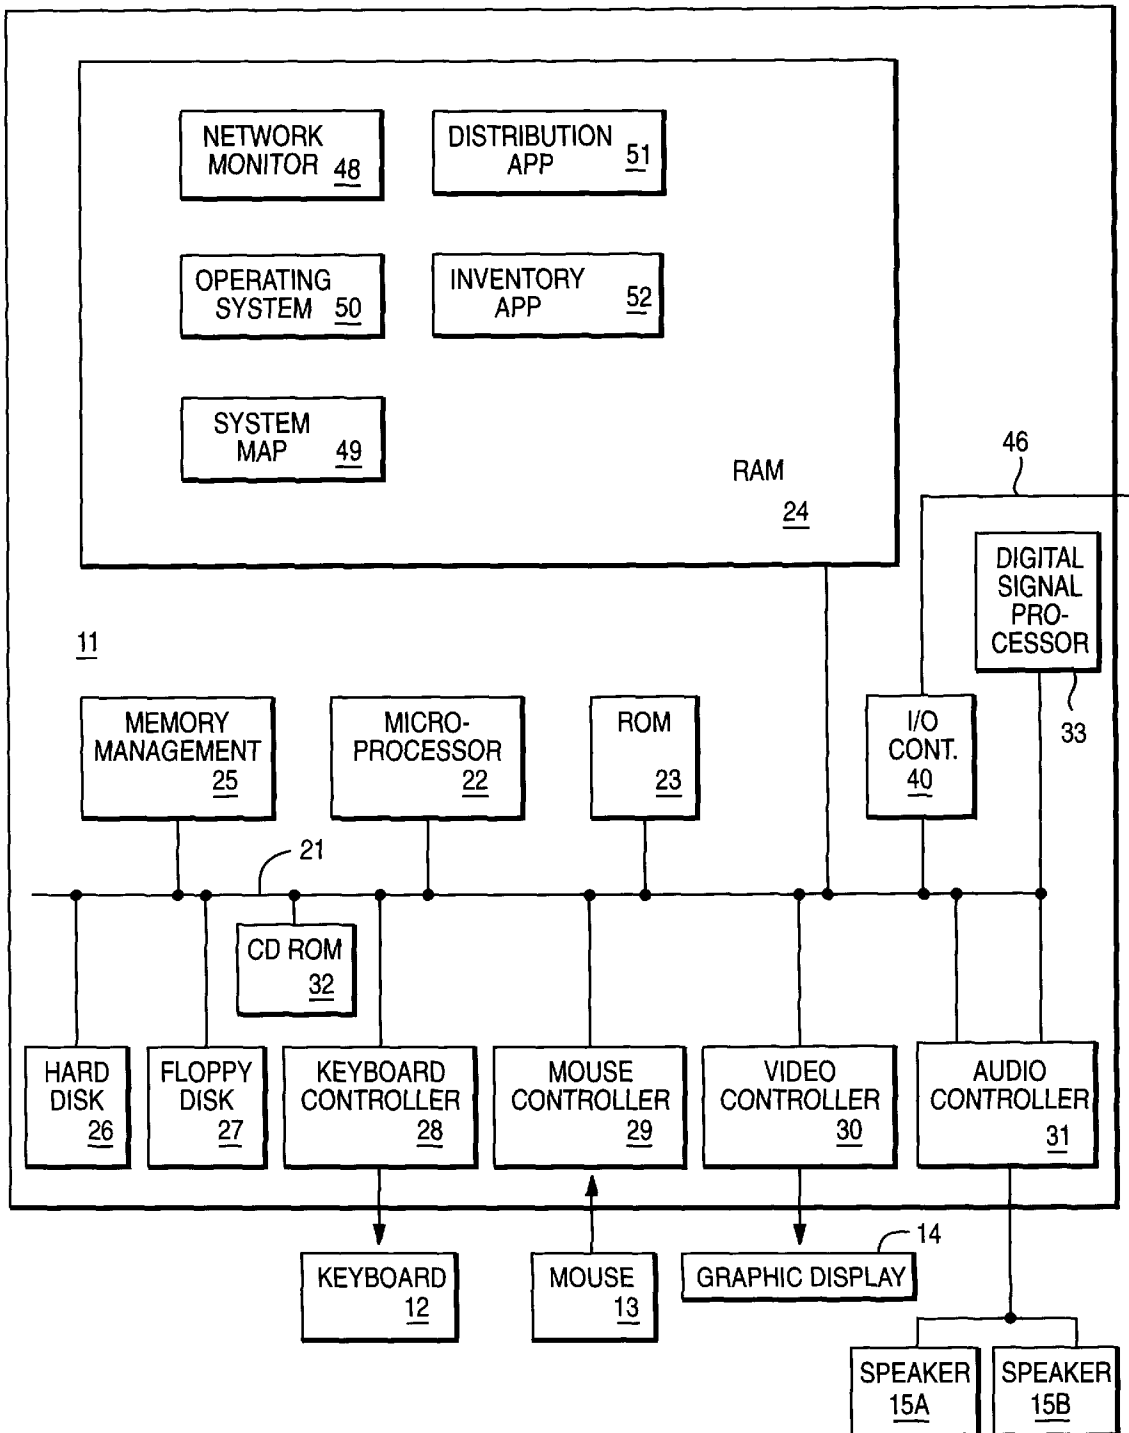 NETWORK
MONITOR 48
DISTRIBUTION
APP 51
OPERATING
SYSTEM 50
INVENTORY
APP 52
SYSTEM
MAP 49
RAM
24
46
DIGITAL
SIGNAL
PRO-
CESSOR
33
11
MEMORY
MANAGEMENT
25
MICRO-
PROCESSOR
22
ROM
23
I/O
CONT.
40
21
CD ROM
32
HARD
DISK
26
FLOPPY
DISK
27
KEYBOARD
CONTROLLER
28
MOUSE
CONTROLLER
29
VIDEO
CONTROLLER
30
AUDIO
CONTROLLER
31
KEYBOARD
12
MOUSE
13
14
GRAPHIC DISPLAY
SPEAKER
15A
SPEAKER
15B